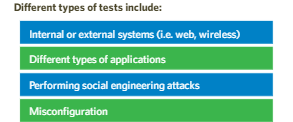 Different types of tests include:
Internal or external systems (i.e. web, wireless)
Different types of applications
Performing social engineering attacks
Misconfiguration